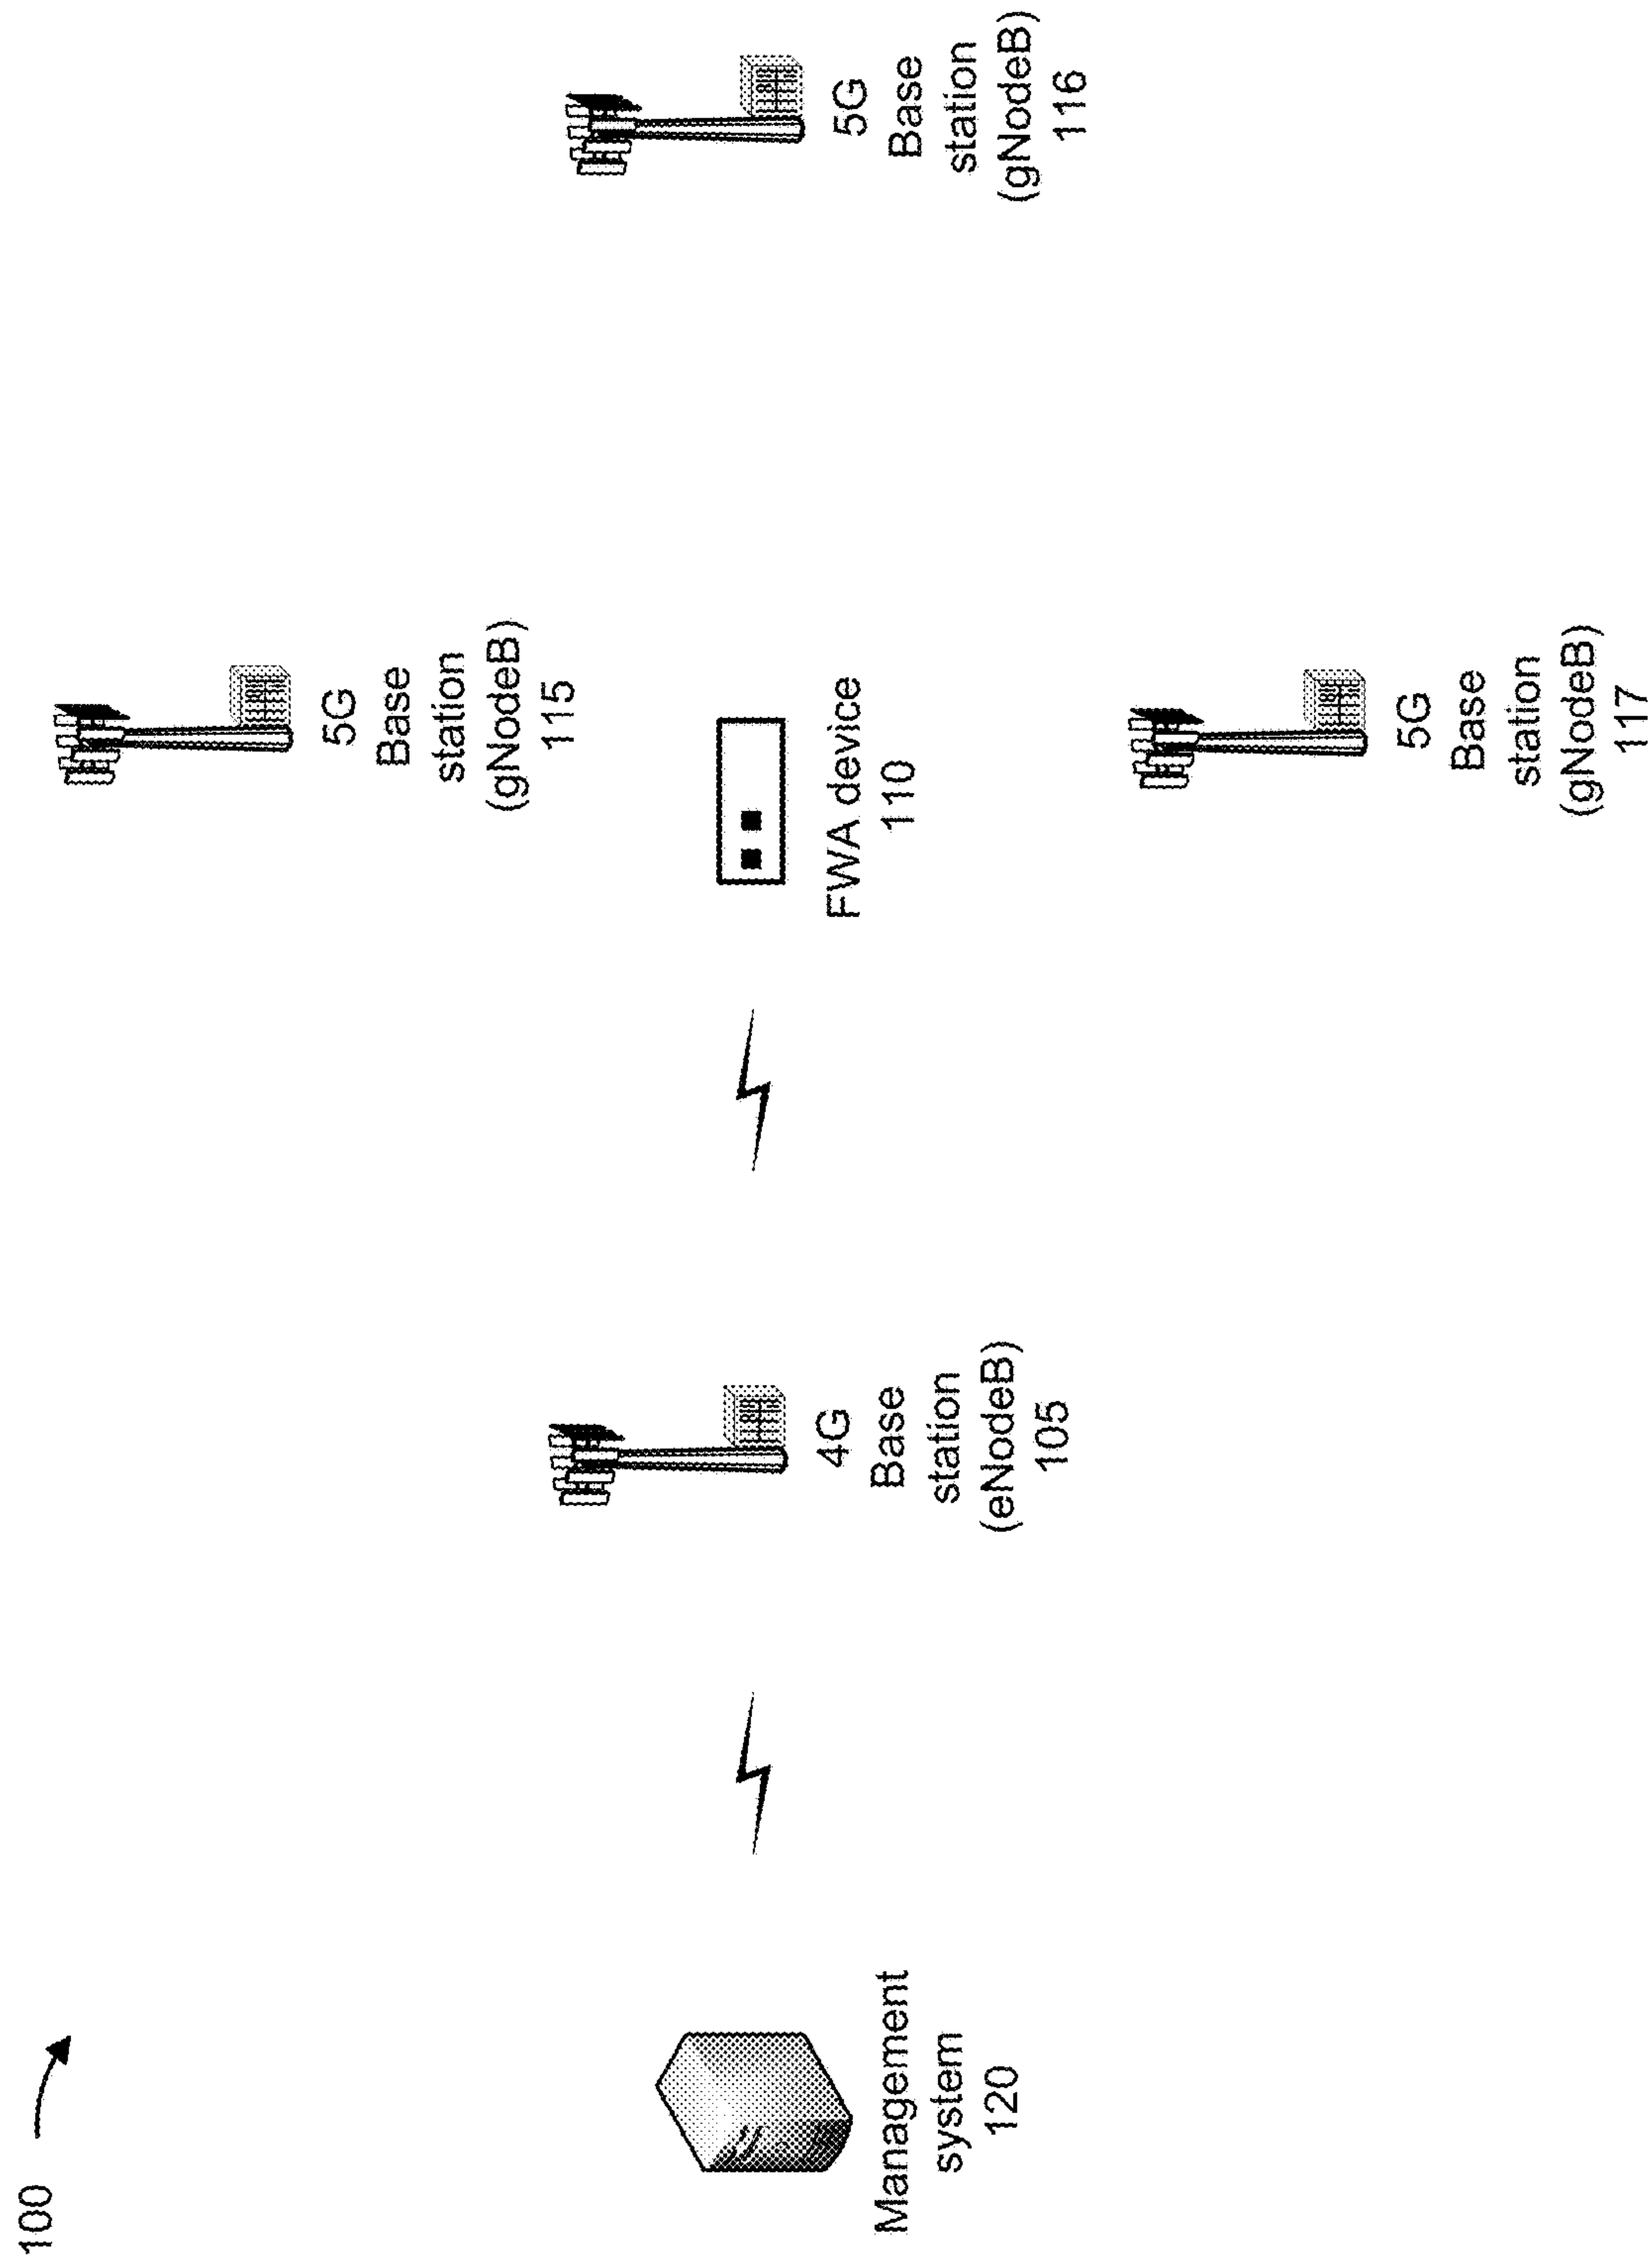 100
5G
Base
station
(gNodeB)
115
Management
system
120
4G
Base
station
(eNodeB)
105
FWA device
110
5G
Base
station
(gNodeB)
116
5G
Base
station
(gNodeB)
117